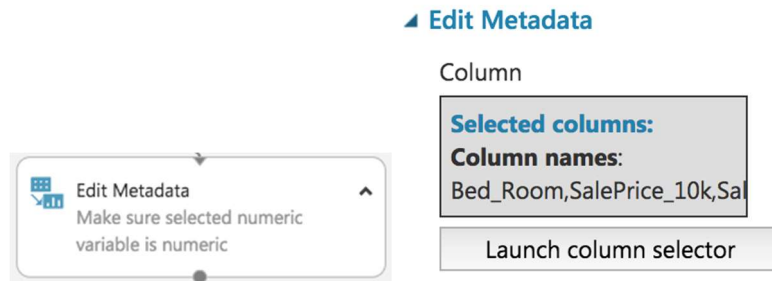 Edit Metadata
Make sure selected numeric
variable is numeric
Edit Metadata
Column
Selected columns:
Column names:
Bed_Room,SalePrice_10k,Sal
Launch column selector